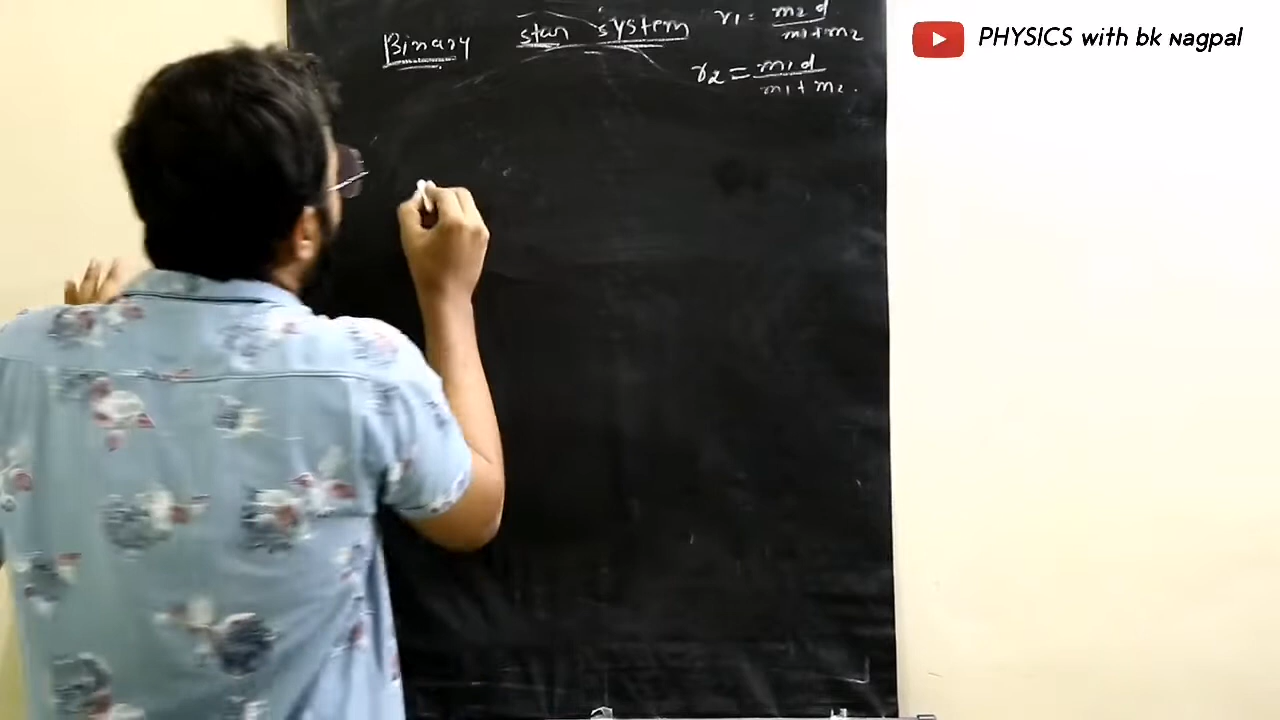 Binary star system
r1 = m2 d / m1+m2
r2 = m1 d / m1+m2.
PHYSICS with bk Nagpal